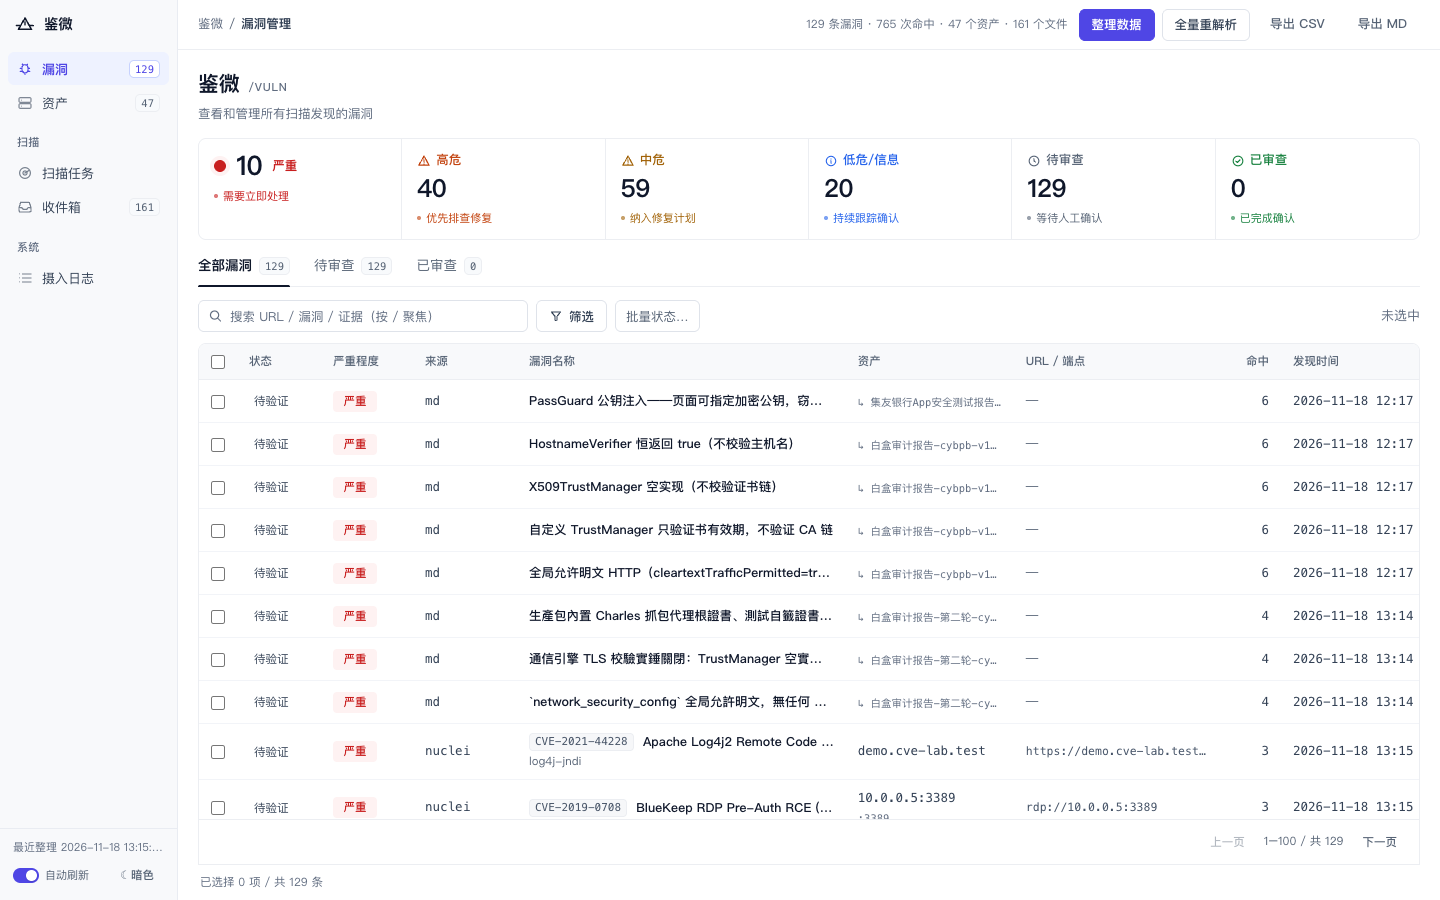 鉴微
漏洞 129
资产 47
扫描
扫描任务
收件箱 161
系统
摄入日志
最近整理 2026-11-18 13:15:...
自动刷新 暗色
鉴微 / 漏洞管理
129 条漏洞 · 765 次命中 · 47 个资产 · 161 个文件 整理数据 全量重解析 导出 CSV 导出 MD
鉴微 /VULN
查看和管理所有扫描发现的漏洞
10 严重
需要立即处理
高危
40
优先排查修复
中危
59
纳入修复计划
低危/信息
20
持续跟踪确认
待审查
129
等待人工确认
已审查
0
已完成确认
全部漏洞 129 待审查 129 已审查 0
搜索 URL / 漏洞 / 证据（按 / 聚焦） 筛选 批量状态... 未选中
状态 严重程度 来源 漏洞名称 资产 URL / 端点 命中 发现时间
待验证 严重 md PassGuard 公钥注入——页面可指定加密公钥，窃... ↳ 集友银行App安全测试报告… — 6 2026-11-18 12:17
待验证 严重 md HostnameVerifier 恒返回 true（不校验主机名） ↳ 白盒审计报告-cybpb-v1… — 6 2026-11-18 12:17
待验证 严重 md X509TrustManager 空实现（不校验证书链） ↳ 白盒审计报告-cybpb-v1… — 6 2026-11-18 12:17
待验证 严重 md 自定义 TrustManager 只验证书有效期，不验证 CA 链 ↳ 白盒审计报告-cybpb-v1… — 6 2026-11-18 12:17
待验证 严重 md 全局允许明文 HTTP（cleartextTrafficPermitted=tr... ↳ 白盒审计报告-cybpb-v1… — 6 2026-11-18 12:17
待验证 严重 md 生產包內置 Charles 抓包代理根證書、測試自籤證書... ↳ 白盒审计报告-第二轮-cy… — 4 2026-11-18 13:14
待验证 严重 md 通信引擎 TLS 校驗實錘關閉：TrustManager 空實... ↳ 白盒审计报告-第二轮-cy… — 4 2026-11-18 13:14
待验证 严重 md `network_security_config` 全局允許明文，無任何 ... ↳ 白盒审计报告-第二轮-cy… — 4 2026-11-18 13:14
待验证 严重 nuclei CVE-2021-44228 Apache Log4j2 Remote Code ... demo.cve-lab.test https://demo.cve-lab.test… 3 2026-11-18 13:15
log4j-jndi
待验证 严重 nuclei CVE-2019-0708 BlueKeep RDP Pre-Auth RCE (... 10.0.0.5:3389 rdp://10.0.0.5:3389 3 2026-11-18 13:15
:3389
上一页 1—100 / 共 129 下一页
已选择 0 项 / 共 129 条